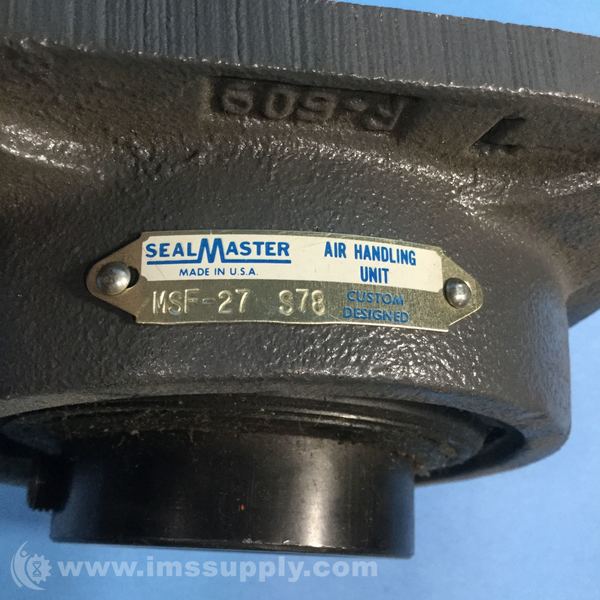 R-609
SEALMASTER
MADE IN U.S.A.
AIR HANDLING
UNIT
MSF-27 S78
CUSTOM
DESIGNED
www.imssupply.com